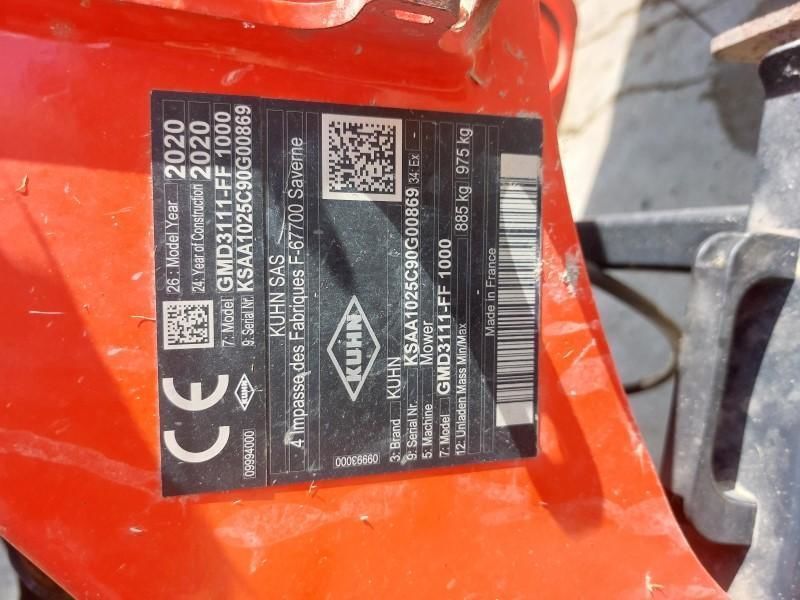 CE
26 : Model Year 2020
24: Year of Construction 2020
7: Model GMD3111-FF 1000
9: Serial Nr. KSAA1025C90G00869
09994000
KUHN SAS
4 Impasse des Fabriques F-67700 Saverne
KUHN
09993000
3: Brand KUHN
9: Serial Nr. KSAA1025C90G00869 34: Ex -
5: Machine Mower
7: Model GMD3111-FF 1000
12: Unladen Mass Min/Max 885 kg 975 kg
Made in France